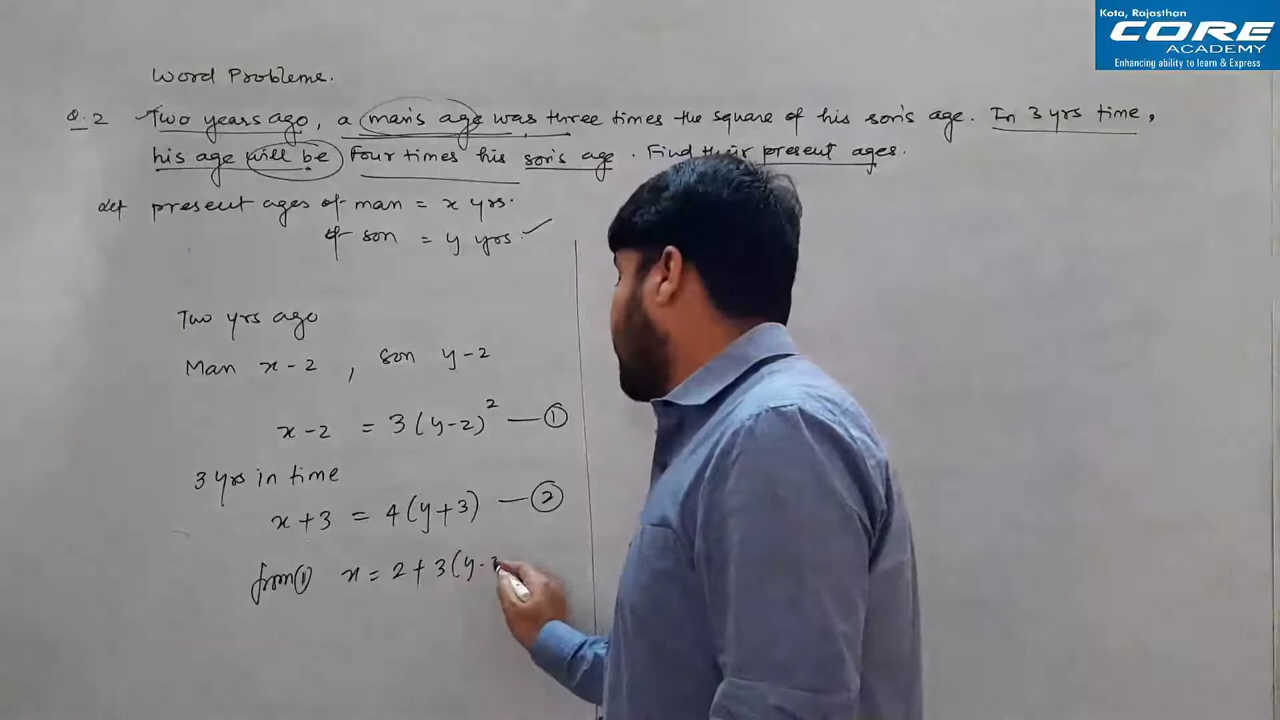 Kota, Rajasthan
CORE
ACADEMY
Enhancing ability to learn & Express
Word Probleme.
Q.2 Two years ago, a man's age was three times the square of his son's age. In 3 yrs time,
his age will be Four times his son's age. Find their present ages.
Let present ages of man = x yrs.
of son = y yrs.
Two yrs ago
Man x-2, son y-2
x-2 = 3(y-2)² — ①
3 yrs in time
x+3 = 4(y+3) — ②
from ① x = 2+3(y-